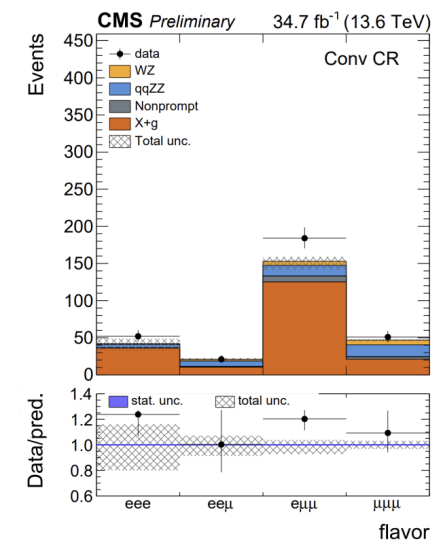 CMS Preliminary 34.7 fb⁻¹ (13.6 TeV)
Events
450
400
350
300
250
200
150
100
50
0
Conv CR
data
WZ
qqZZ
Nonprompt
X+g
Total unc.
Data/pred.
1.4
1.2
1.0
0.8
0.6
stat. unc. total unc.
eee eeμ eμμ μμμ
flavor